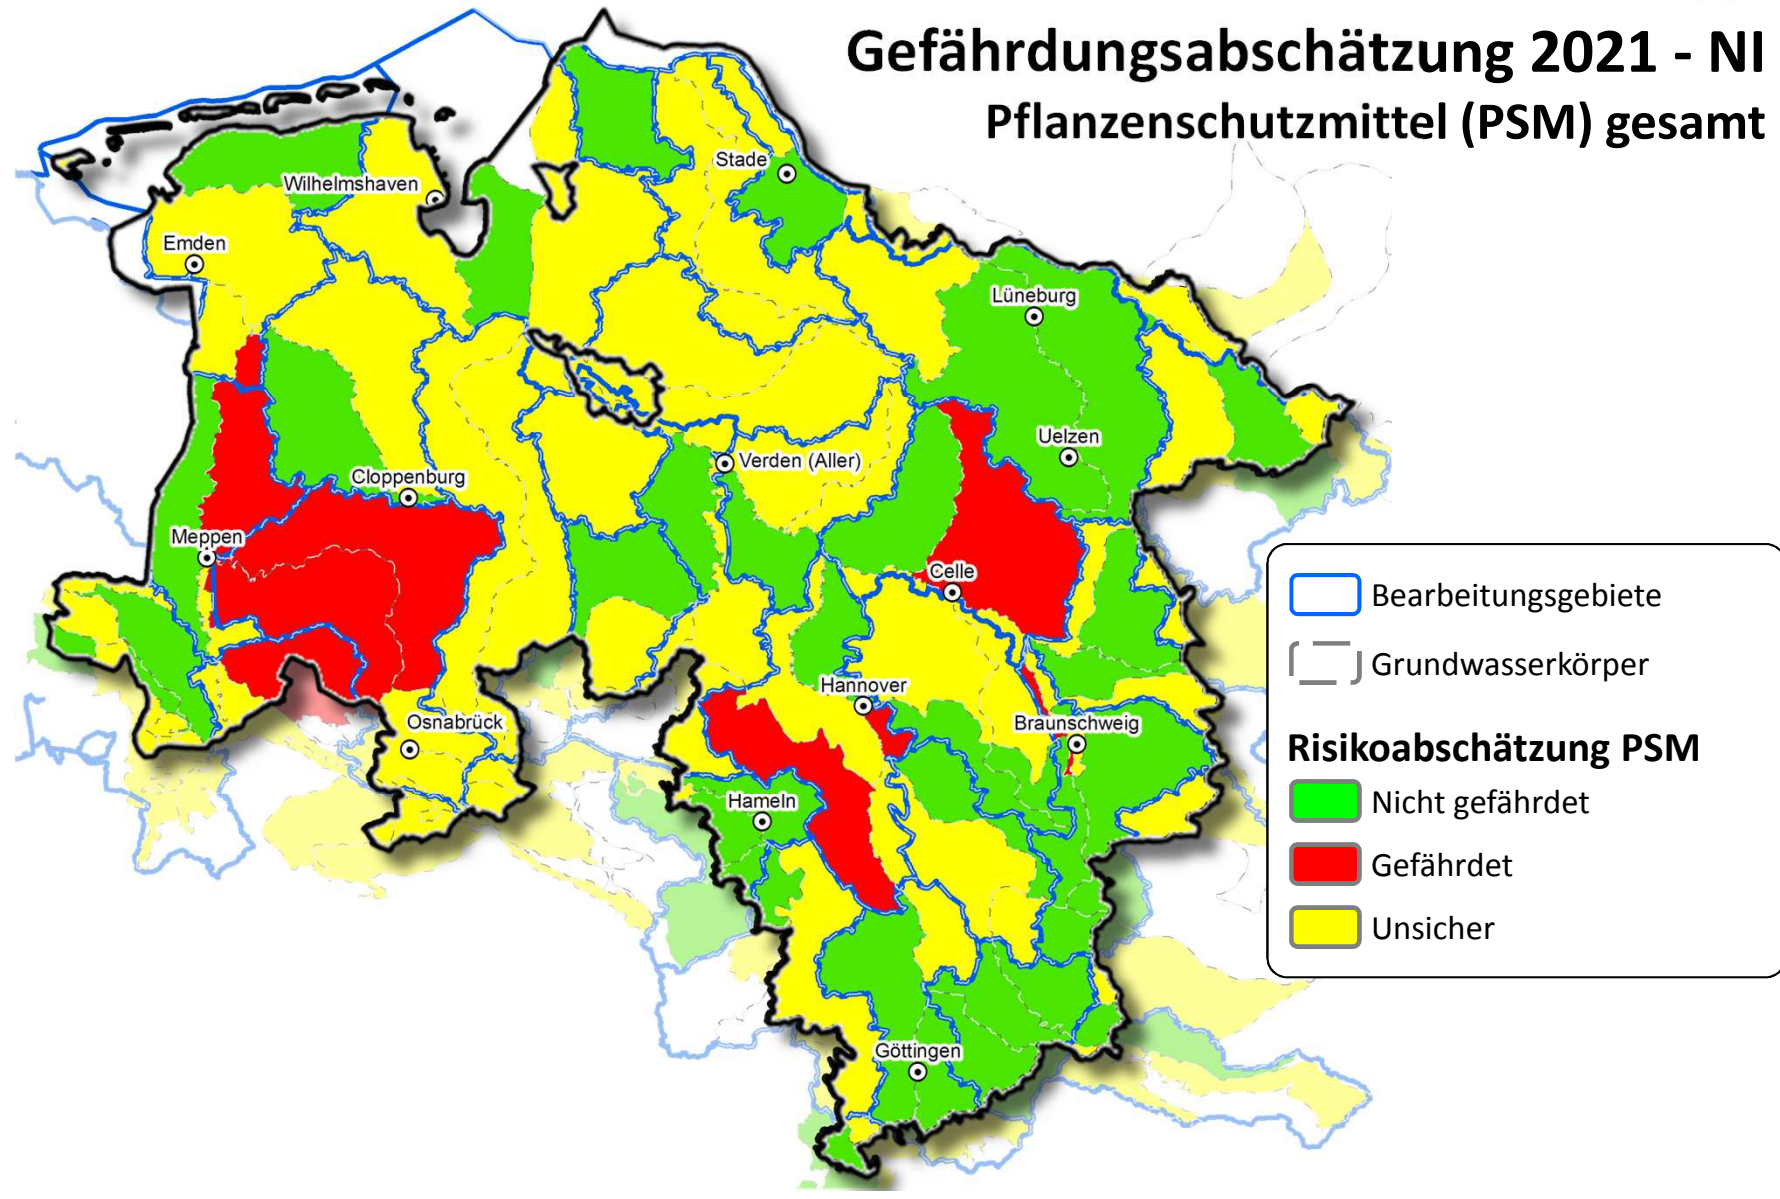 Gefährdungsabschätzung 2021 - NI
Pflanzenschutzmittel (PSM) gesamt
Stade
Wilhelmshaven
Emden
Lüneburg
Uelzen
Verden (Aller)
Cloppenburg
Meppen
Celle
Hannover
Osnabrück
Braunschweig
Hameln
Göttingen
Bearbeitungsgebiete
Grundwasserkörper
Risikoabschätzung PSM
Nicht gefährdet
Gefährdet
Unsicher